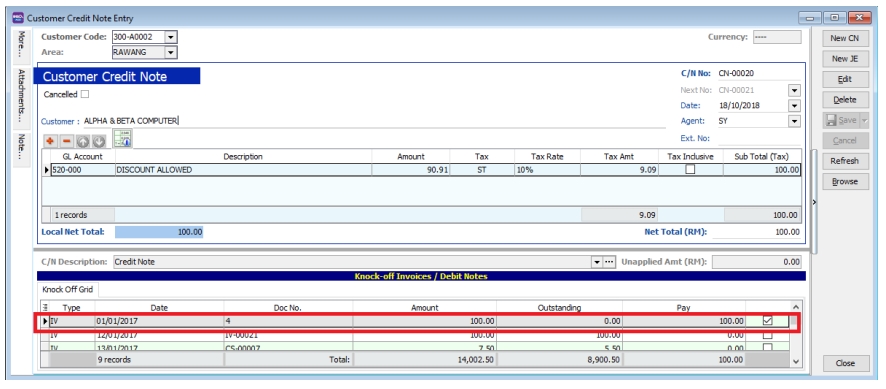 Customer Credit Note Entry
More...
Attachments...
Note...
Customer Code: 300-A0002
Currency: ----
Area: RAWANG
Customer Credit Note
Cancelled
Customer : ALPHA & BETA COMPUTER
C/N No: CN-00020
Next No: CN-00021
Date: 18/10/2018
Agent: SY
Ext. No:
GL Account Description Amount Tax Tax Rate Tax Amt Tax Inclusive Sub Total (Tax)
520-000 DISCOUNT ALLOWED 90.91 ST 10% 9.09 100.00
1 records 9.09 100.00
Local Net Total: 100.00 Net Total (RM): 100.00
C/N Description: Credit Note Unapplied Amt (RM): 0.00
Knock-off Invoices / Debit Notes
Knock Off Grid
Type Date Doc No. Amount Outstanding Pay
IV 01/01/2017 4 100.00 0.00 100.00
IV 12/01/2017 IV-00021 100.00 100.00 0.00
IV 13/01/2017 CS-00007 7.50 5.50 0.00
9 records Total: 14,002.50 8,900.50 100.00
New CN
New JE
Edit
Delete
Save
Cancel
Refresh
Browse
Close